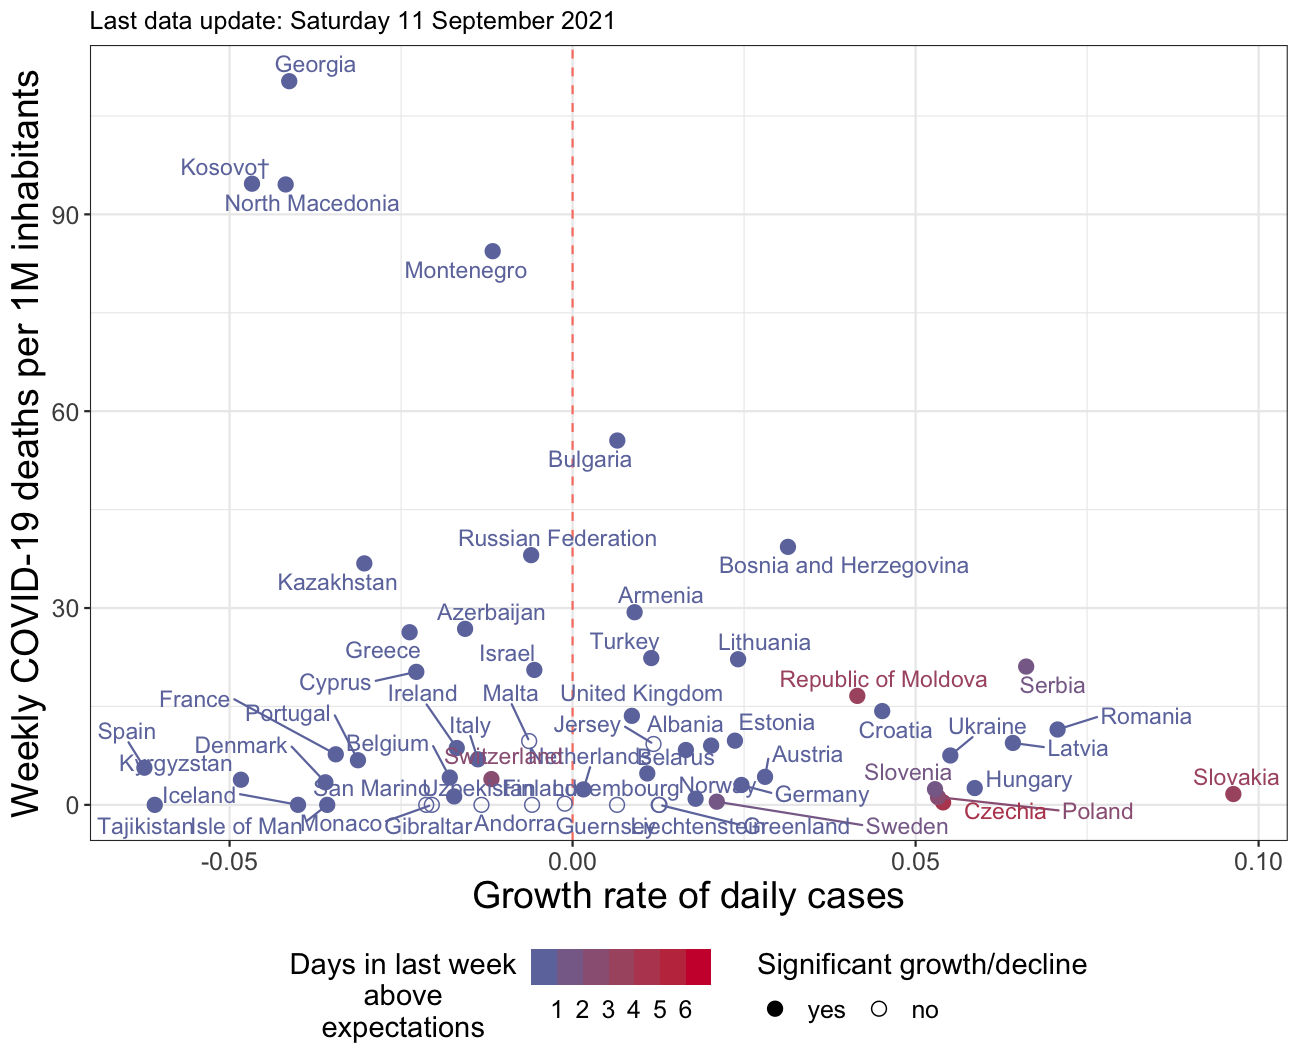 Last data update: Saturday 11 September 2021
Weekly COVID-19 deaths per 1M inhabitants
90
60
30
0
Georgia
Kosovo†
North Macedonia
Montenegro
Bulgaria
Russian Federation
Bosnia and Herzegovina
Kazakhstan
Armenia
Azerbaijan
Greece
Israel
Turkey
Lithuania
Cyprus
Republic of Moldova
Serbia
France
Ireland
Malta
United Kingdom
Portugal
Romania
Spain
Italy
Jersey
Albania
Estonia
Croatia
Ukraine
Denmark
Belgium
Latvia
Kyrgyzstan
Switzerland
Netherlands
Belarus
Austria
Slovenia
Hungary
Slovakia
Iceland
San Marino
Uzbekistan
Finland
Luxembourg
Norway
Germany
Czechia
Poland
Tajikistan
Isle of Man
Monaco
Gibraltar
Andorra
Guernsey
Liechtenstein
Greenland
Sweden
-0.05
0.00
0.05
0.10
Growth rate of daily cases
Days in last week
above
expectations
1 2 3 4 5 6
Significant growth/decline
yes
no